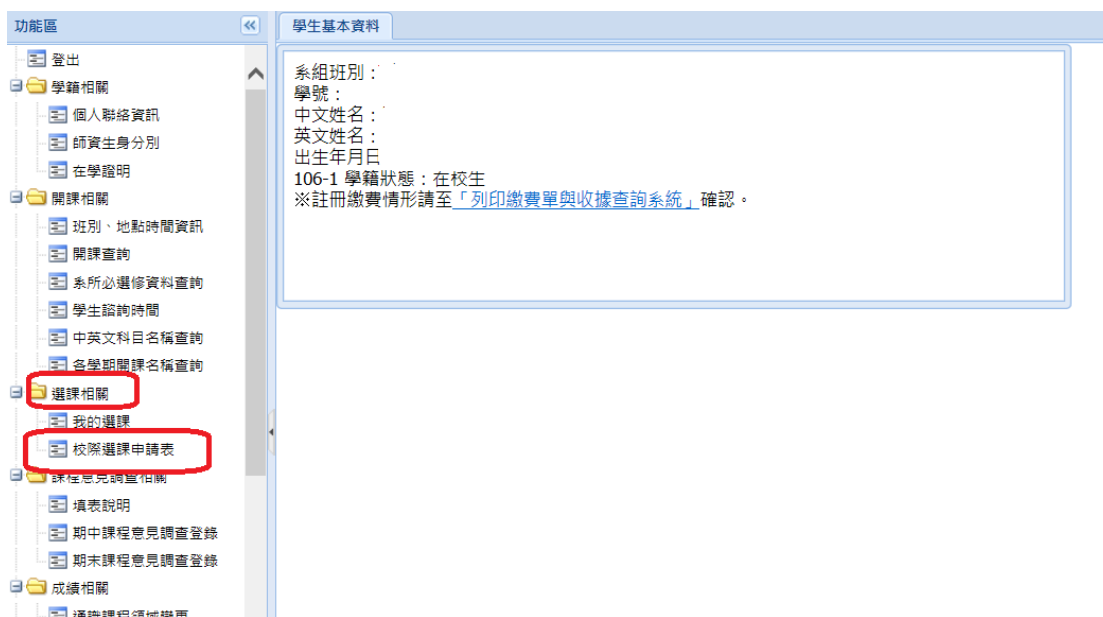 功能區
登出
學籍相關
個人聯絡資訊
師資生身分別
在學證明
開課相關
班別、地點時間資訊
開課查詢
系所必選修資料查詢
學生諮詢時間
中英文科目名稱查詢
各學期開課名稱查詢
選課相關
我的選課
校際選課申請表
課程意見調查相關
填表說明
期中課程意見調查登錄
期末課程意見調查登錄
成績相關
通識課程領域變更
學生基本資料
系組班別：
學號：
中文姓名：
英文姓名：
出生年月日
106-1 學籍狀態：在校生
※註冊繳費情形請至「列印繳費單與收據查詢系統」確認。